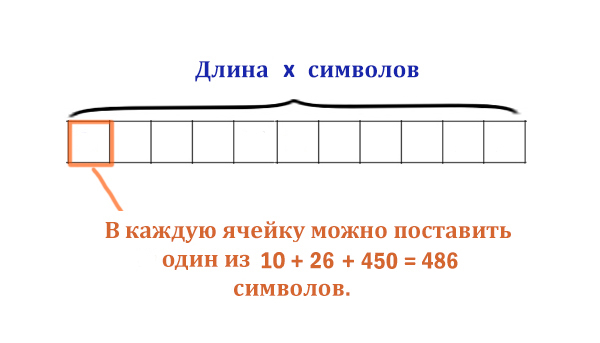 Длина x символов
В каждую ячейку можно поставить
один из 10 + 26 + 450 = 486
символов.